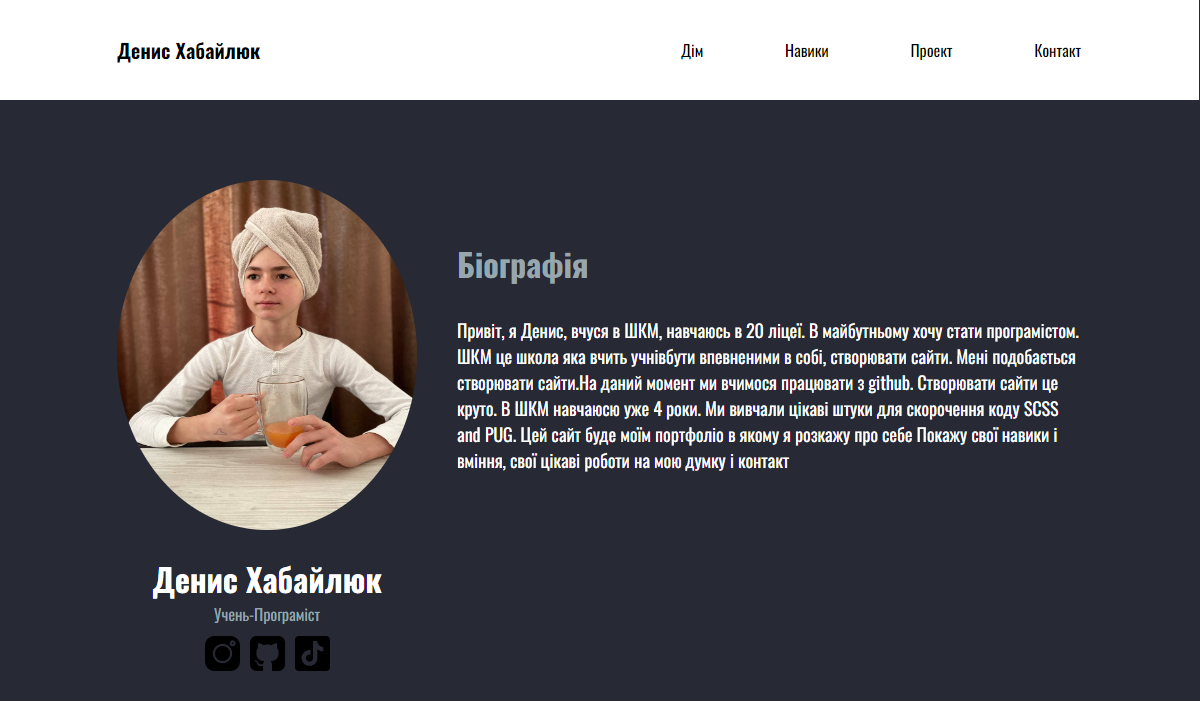 Денис Хабайлюк
Дім
Навики
Проект
Контакт
Біографія
Привіт, я Денис, вчуся в ШКМ, навчаюсь в 20 ліцеї. В майбутньому хочу стати програмістом.
ШКМ це школа яка вчить учнівбути впевненими в собі, створювати сайти. Мені подобається
створювати сайти.На даний момент ми вчимося працювати з github. Створювати сайти це
круто. В ШКМ навчаюсю уже 4 роки. Ми вивчали цікаві штуки для скорочення коду SCSS
and PUG. Цей сайт буде моїм портфоліо в якому я розкажу про себе Покажу свої навики і
вміння, свої цікаві роботи на мою думку і контакт
Денис Хабайлюк
Учень-Програміст